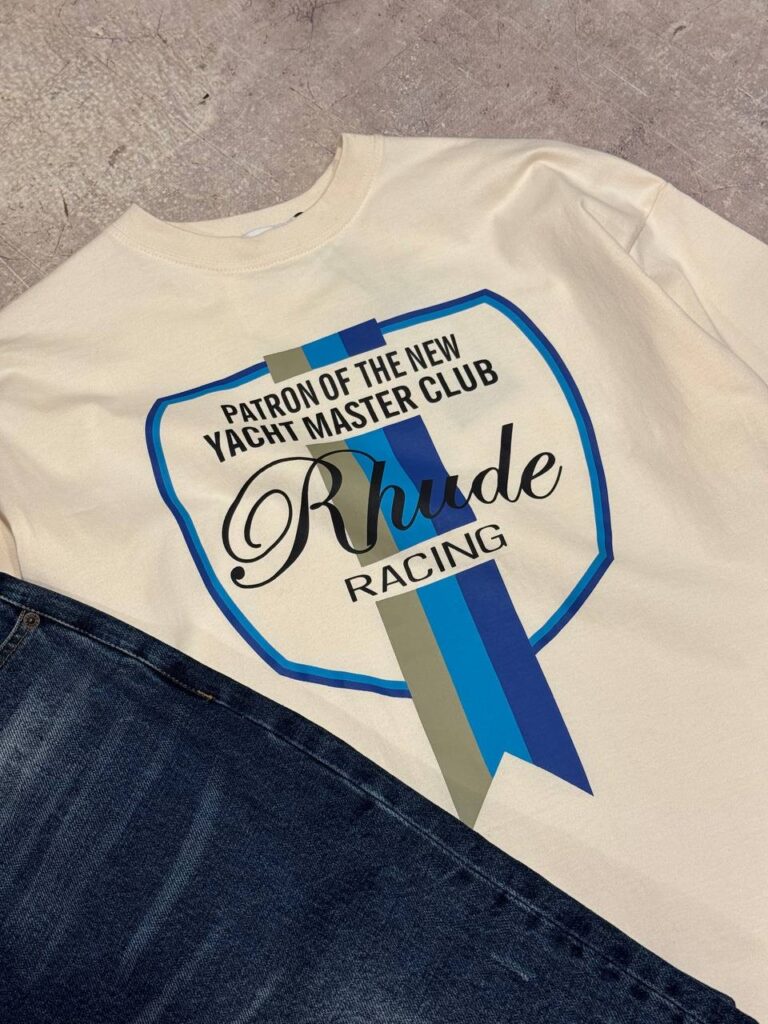 PATRON OF THE NEW
YACHT MASTER CLUB
Rhude
RACING